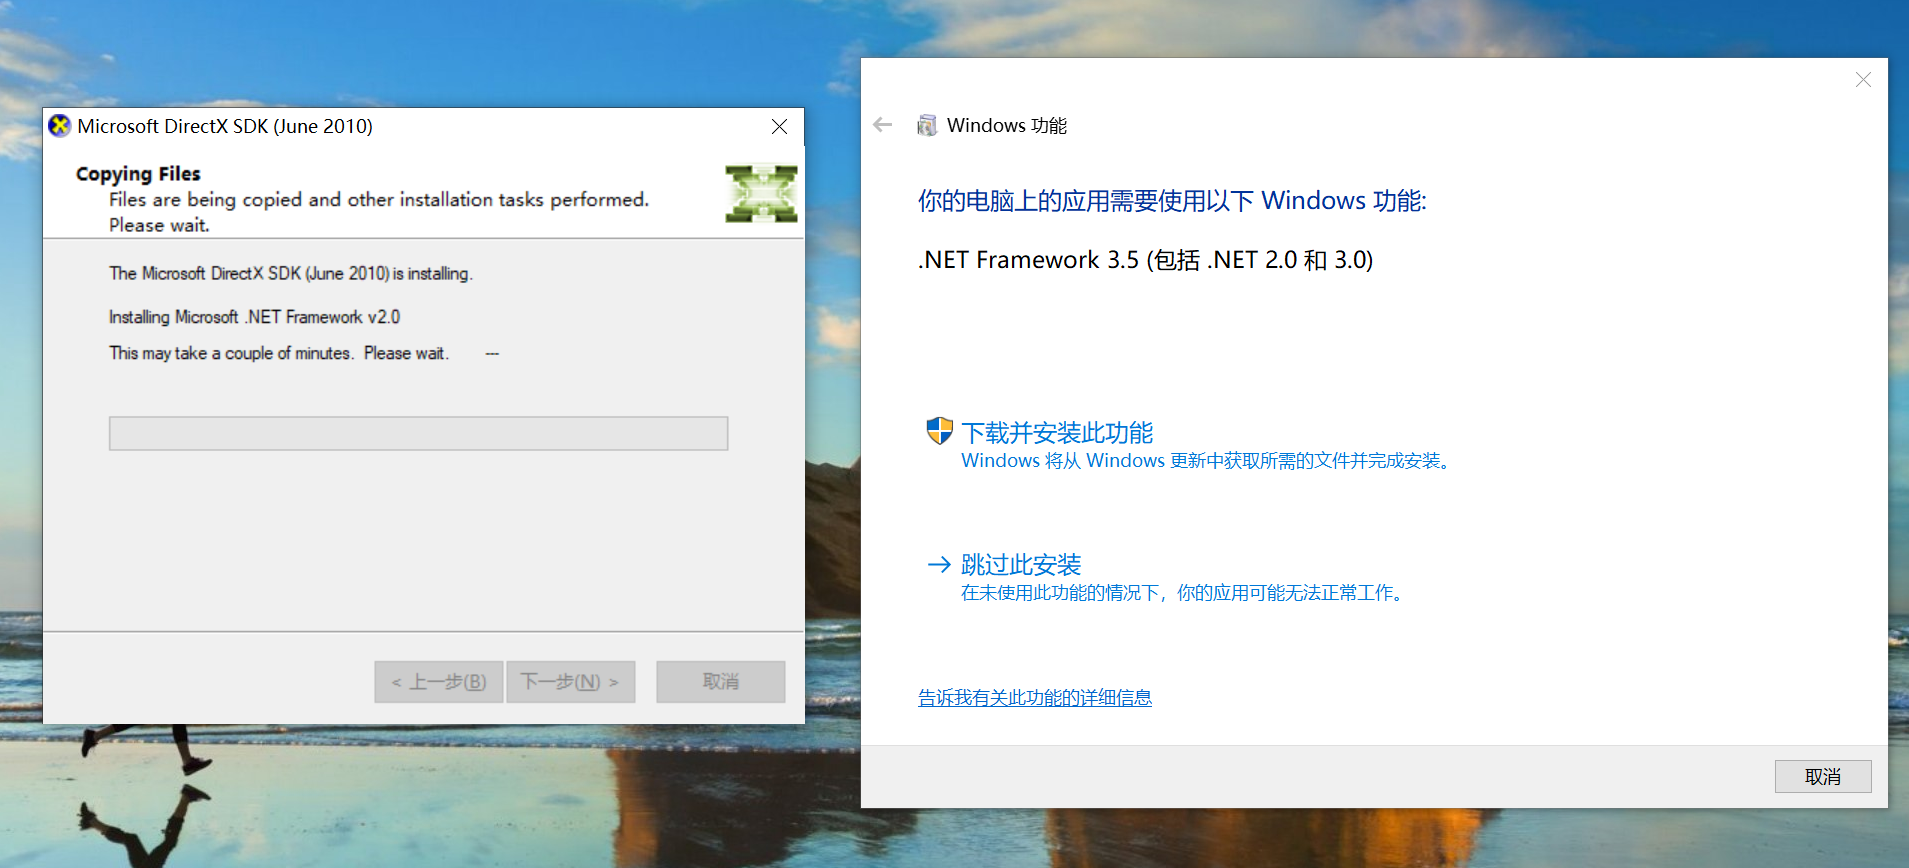 Microsoft DirectX SDK (June 2010)
Copying Files
Files are being copied and other installation tasks performed.
Please wait.
The Microsoft DirectX SDK (June 2010) is installing.
Installing Microsoft .NET Framework v2.0
This may take a couple of minutes.  Please wait.    ---
< 上一步(B)
下一步(N) >
取消
Windows 功能
你的电脑上的应用需要使用以下 Windows 功能:
.NET Framework 3.5 (包括 .NET 2.0 和 3.0)
下载并安装此功能
Windows 将从 Windows 更新中获取所需的文件并完成安装。
跳过此安装
在未使用此功能的情况下，你的应用可能无法正常工作。
告诉我有关此功能的详细信息
取消